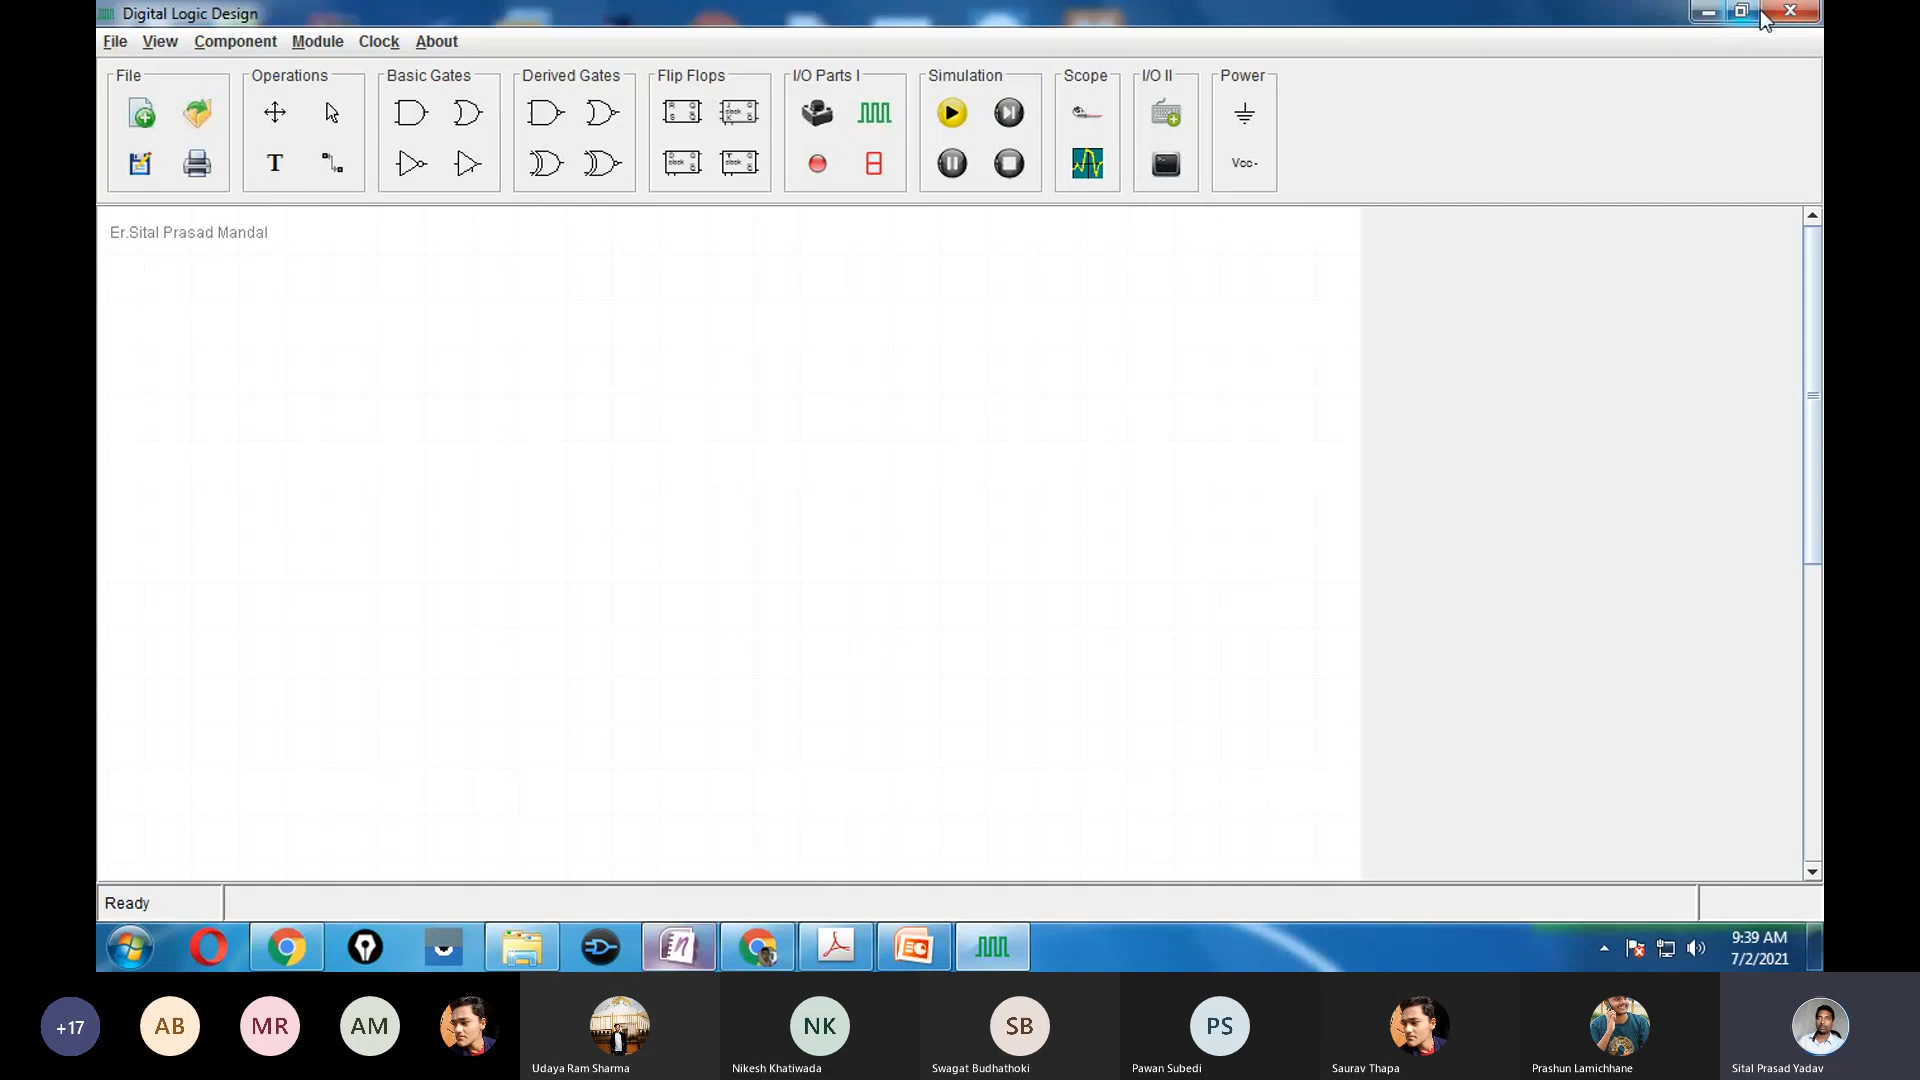 Digital Logic Design
File View Component Module Clock About
File Operations Basic Gates Derived Gates Flip Flops I/O Parts I Simulation Scope I/O II Power
T
Vcc-
Er.Sital Prasad Mandal
Ready
9:39 AM
7/2/2021
+17 AB MR AM NK SB PS
Udaya Ram Sharma Nikesh Khatiwada Swagat Budhathoki Pawan Subedi Saurav Thapa Prashun Lamichhane Sital Prasad Yadav